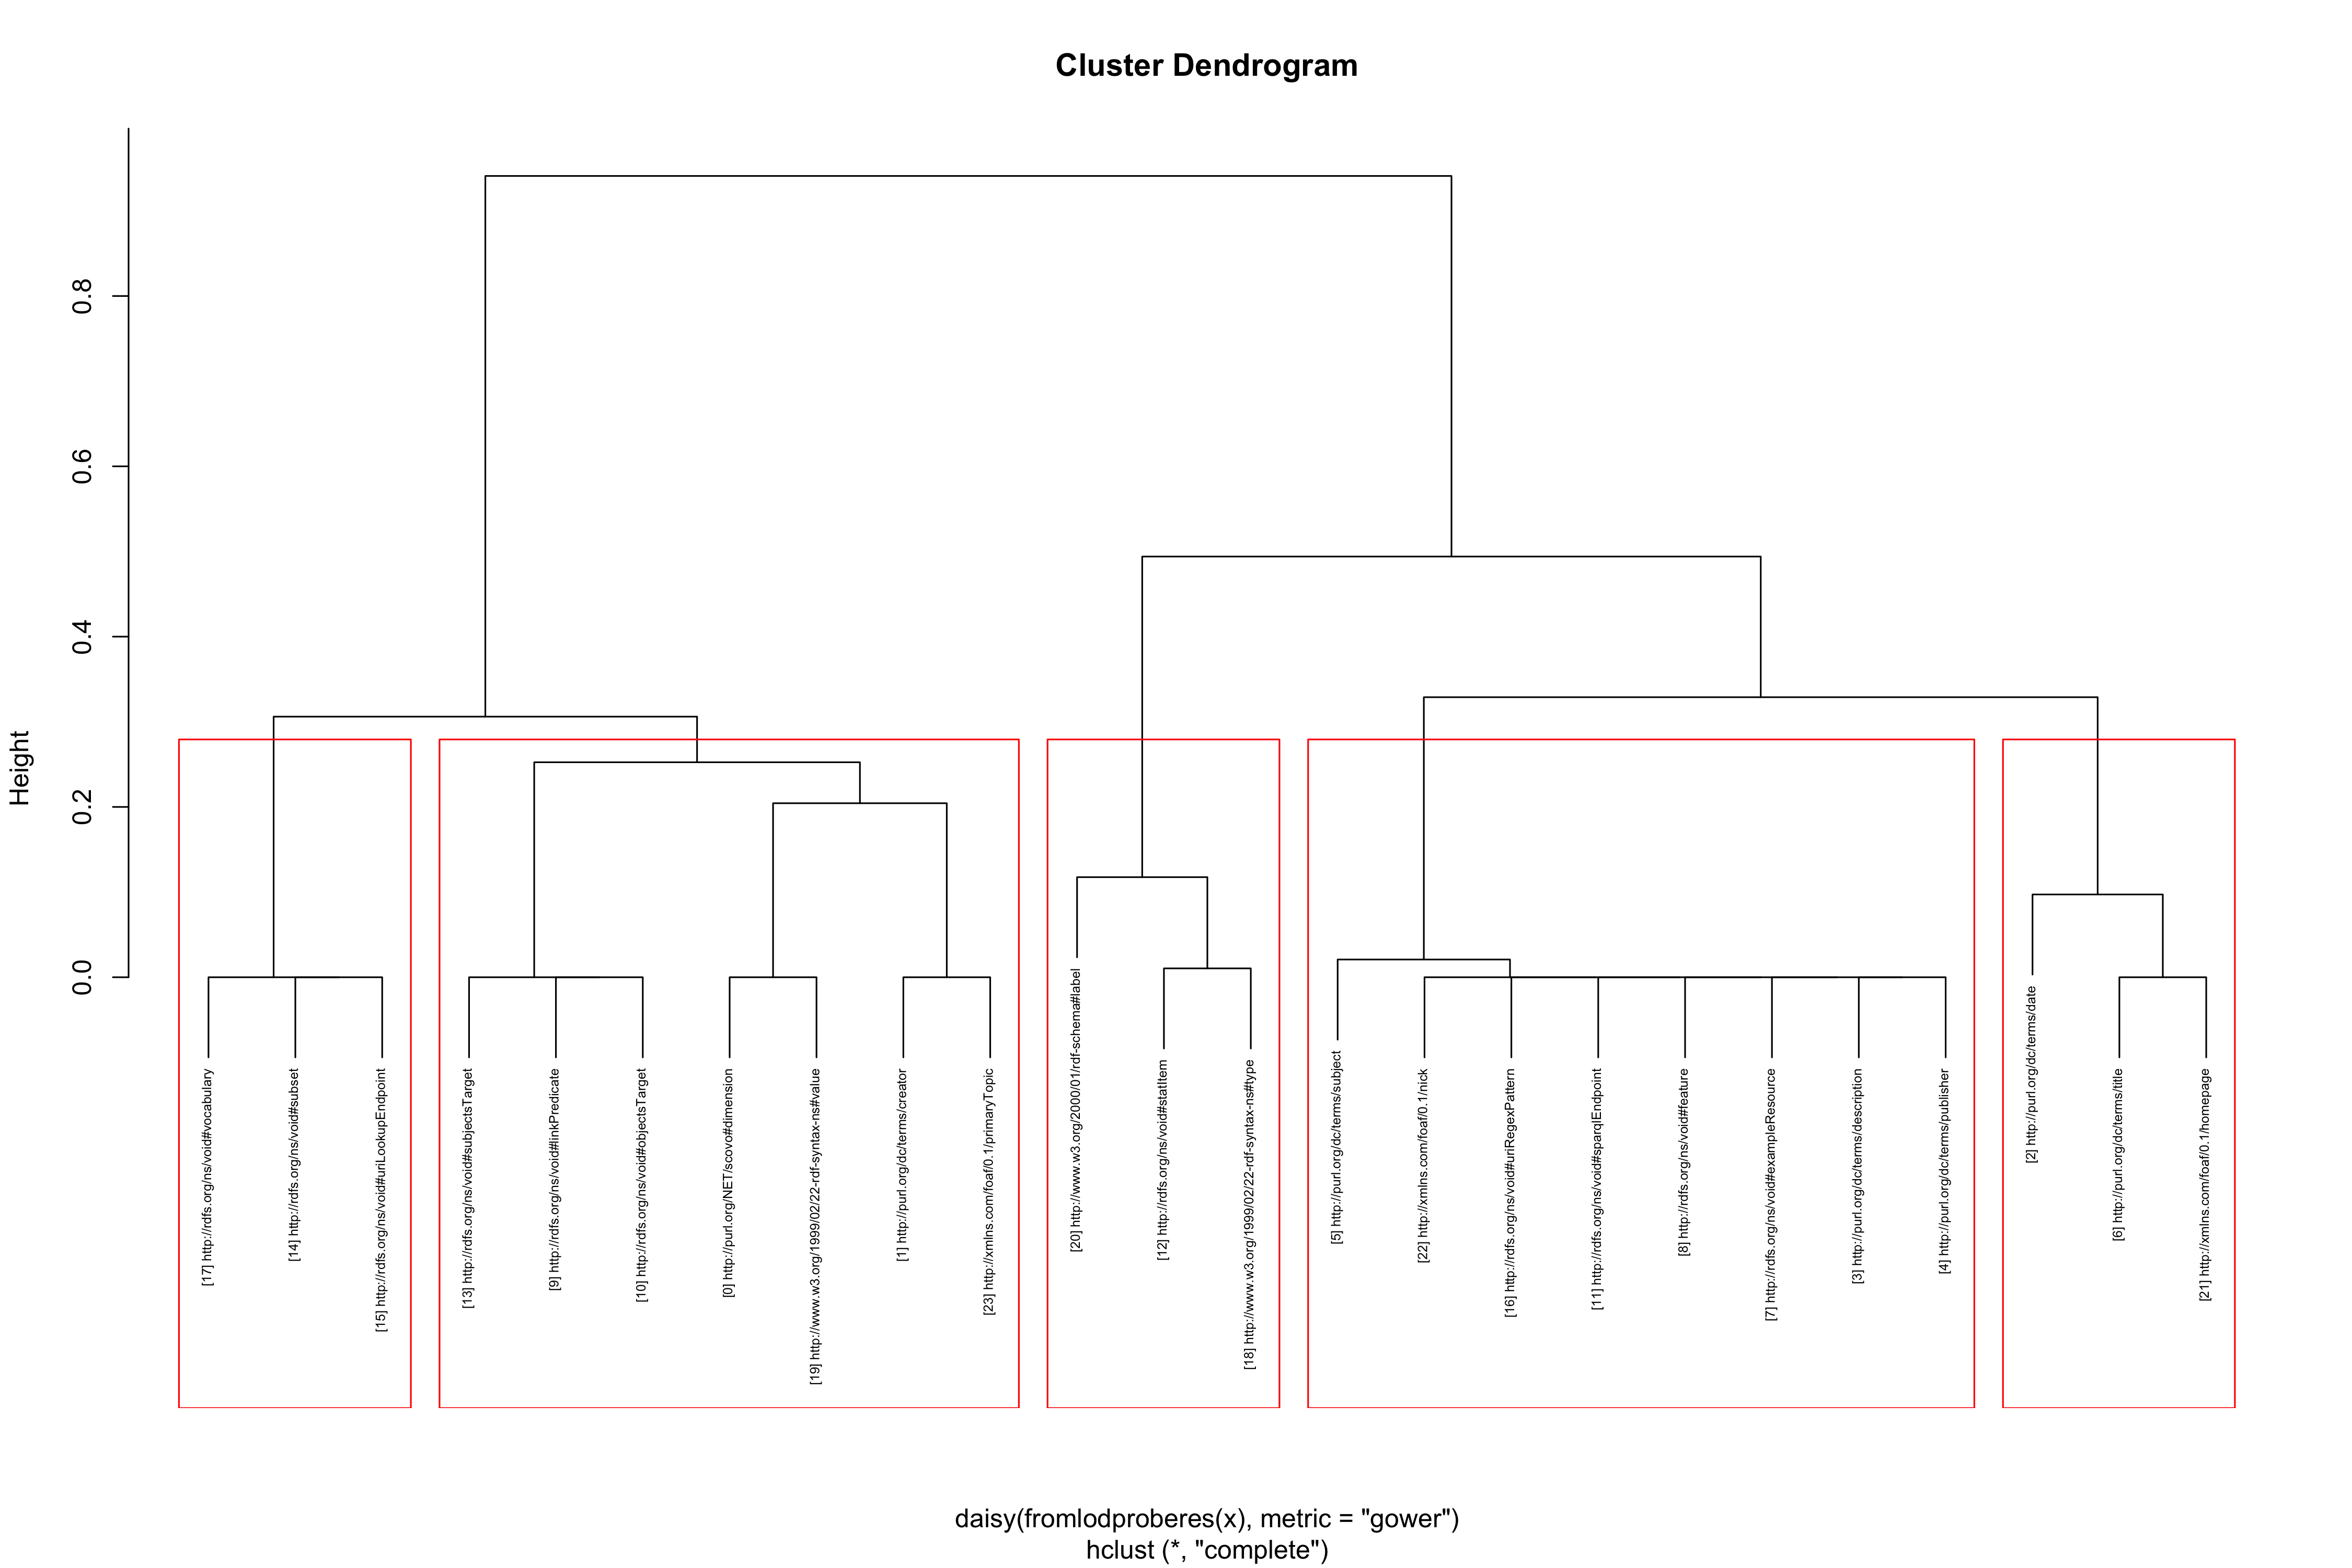 Cluster Dendrogram
Height
0.8
0.6
0.4
0.2
0.0
[17] http://rdfs.org/ns/void#vocabulary
[14] http://rdfs.org/ns/void#subset
[15] http://rdfs.org/ns/void#uriLookupEndpoint
[13] http://rdfs.org/ns/void#subjectsTarget
[9] http://rdfs.org/ns/void#linkPredicate
[10] http://rdfs.org/ns/void#objectsTarget
[0] http://purl.org/NET/scovo#dimension
[19] http://www.w3.org/1999/02/22-rdf-syntax-ns#value
[1] http://purl.org/dc/terms/creator
[23] http://xmlns.com/foaf/0.1/primaryTopic
[20] http://www.w3.org/2000/01/rdf-schema#label
[12] http://rdfs.org/ns/void#statItem
[18] http://www.w3.org/1999/02/22-rdf-syntax-ns#type
[5] http://purl.org/dc/terms/subject
[22] http://xmlns.com/foaf/0.1/nick
[16] http://rdfs.org/ns/void#uriRegexPattern
[11] http://rdfs.org/ns/void#sparqlEndpoint
[8] http://rdfs.org/ns/void#feature
[7] http://rdfs.org/ns/void#exampleResource
[3] http://purl.org/dc/terms/description
[4] http://purl.org/dc/terms/publisher
[2] http://purl.org/dc/terms/date
[6] http://purl.org/dc/terms/title
[21] http://xmlns.com/foaf/0.1/homepage
daisy(fromlodproberes(x), metric = "gower")
hclust (*, "complete")